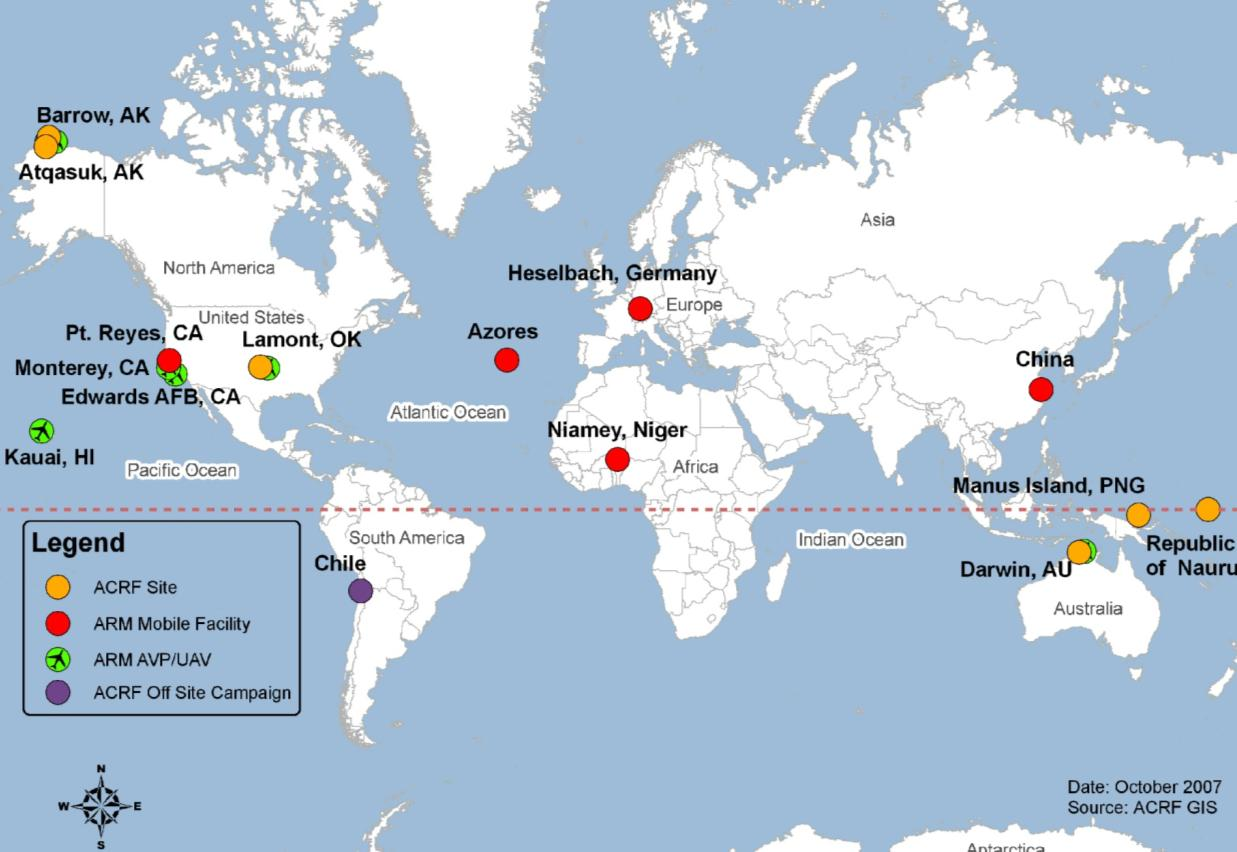 Barrow, AK
Atqasuk, AK
Asia
North America
Heselbach, Germany
Europe
United States
Pt. Reyes, CA
Lamont, OK
Azores
China
Monterey, CA
Edwards AFB, CA
Atlantic Ocean
Niamey, Niger
Kauai, HI
Pacific Ocean
Africa
Manus Island, PNG
South America
Indian Ocean
Republic
of Nauru
Chile
Darwin, AU
Australia
Legend
ACRF Site
ARM Mobile Facility
ARM AVP/UAV
ACRF Off Site Campaign
N
W E
S
Date: October 2007
Source: ACRF GIS
Antarctica